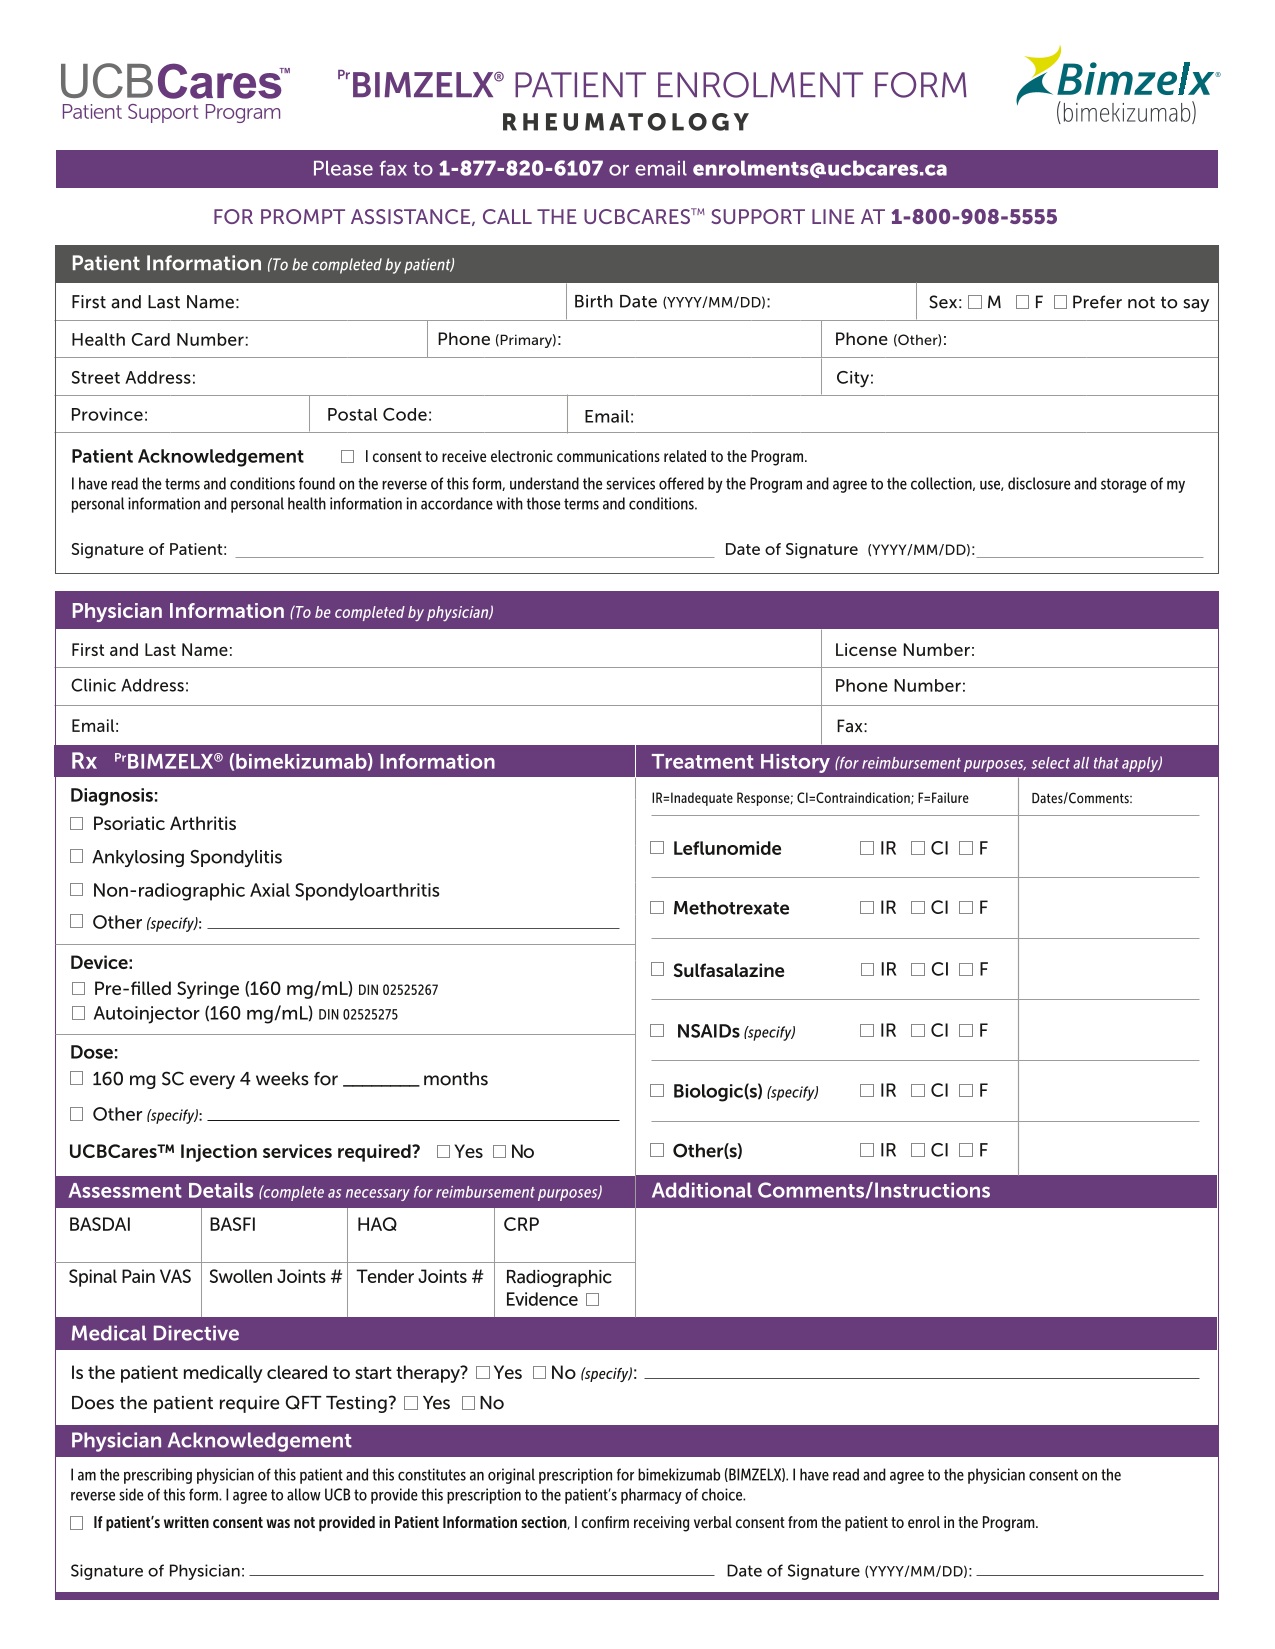 UCBCares™
Patient Support Program
PrBIMZELX® PATIENT ENROLMENT FORM
RHEUMATOLOGY
Bimzelx®
(bimekizumab)
Please fax to 1-877-820-6107 or email enrolments@ucbcares.ca
FOR PROMPT ASSISTANCE, CALL THE UCBCARES™ SUPPORT LINE AT 1-800-908-5555
Patient Information (To be completed by patient)
First and Last Name: Birth Date (YYYY/MM/DD): Sex: ☐ M ☐ F ☐ Prefer not to say
Health Card Number: Phone (Primary): Phone (Other):
Street Address: City:
Province: Postal Code: Email:
Patient Acknowledgement ☐ I consent to receive electronic communications related to the Program.
I have read the terms and conditions found on the reverse of this form, understand the services offered by the Program and agree to the collection, use, disclosure and storage of my
personal information and personal health information in accordance with those terms and conditions.
Signature of Patient: Date of Signature (YYYY/MM/DD):
Physician Information (To be completed by physician)
First and Last Name: License Number:
Clinic Address: Phone Number:
Email: Fax:
Rx PrBIMZELX® (bimekizumab) Information
Diagnosis:
☐ Psoriatic Arthritis
☐ Ankylosing Spondylitis
☐ Non-radiographic Axial Spondyloarthritis
☐ Other (specify):
Device:
☐ Pre-filled Syringe (160 mg/mL) DIN 02525267
☐ Autoinjector (160 mg/mL) DIN 02525275
Dose:
☐ 160 mg SC every 4 weeks for ________ months
☐ Other (specify):
UCBCares™ Injection services required? ☐ Yes ☐ No
Treatment History (for reimbursement purposes, select all that apply)
IR=Inadequate Response; CI=Contraindication; F=Failure Dates/Comments:
☐ Leflunomide ☐ IR ☐ CI ☐ F
☐ Methotrexate ☐ IR ☐ CI ☐ F
☐ Sulfasalazine ☐ IR ☐ CI ☐ F
☐ NSAIDs (specify) ☐ IR ☐ CI ☐ F
☐ Biologic(s) (specify) ☐ IR ☐ CI ☐ F
☐ Other(s) ☐ IR ☐ CI ☐ F
Assessment Details (complete as necessary for reimbursement purposes)
BASDAI BASFI HAQ CRP
Spinal Pain VAS Swollen Joints # Tender Joints # Radiographic
Evidence ☐
Additional Comments/Instructions
Medical Directive
Is the patient medically cleared to start therapy? ☐ Yes ☐ No (specify):
Does the patient require QFT Testing? ☐ Yes ☐ No
Physician Acknowledgement
I am the prescribing physician of this patient and this constitutes an original prescription for bimekizumab (BIMZELX). I have read and agree to the physician consent on the
reverse side of this form. I agree to allow UCB to provide this prescription to the patient's pharmacy of choice.
☐ If patient's written consent was not provided in Patient Information section, I confirm receiving verbal consent from the patient to enrol in the Program.
Signature of Physician: Date of Signature (YYYY/MM/DD):